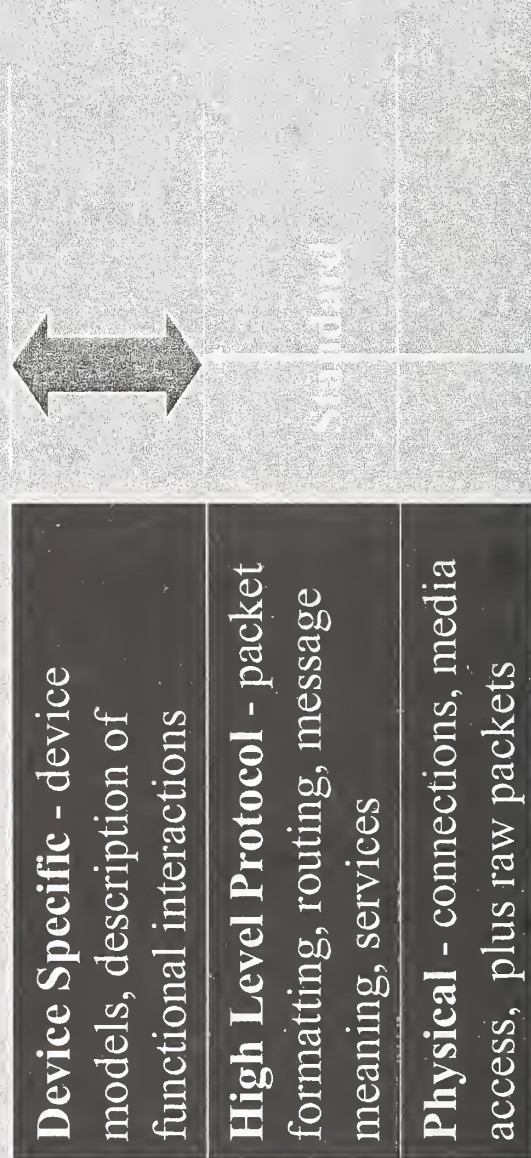 Device Specific - device
models, description of
functional interactions
High Level Protocol - packet
formatting, routing, message
meaning, services
Physical - connections, media
access, plus raw packets
Standard